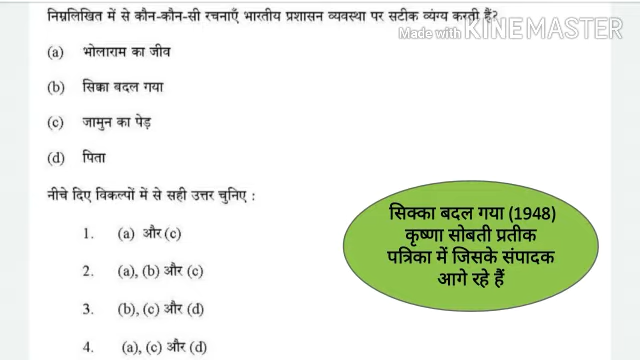 निम्नलिखित में से कौन-कौन-सी रचनाएँ भारतीय प्रशासन व्यवस्था पर सटीक व्यंग्य करती हैं?
Made with KINEMASTER
(a) भोलाराम का जीव
(b) सिक्का बदल गया
(c) जामुन का पेड़
(d) पिता
नीचे दिए विकल्पों में से सही उत्तर चुनिए :
1. (a) और (c)
2. (a), (b) और (c)
3. (b), (c) और (d)
4. (a), (c) और (d)
सिक्का बदल गया (1948)
कृष्णा सोबती प्रतीक
पत्रिका में जिसके संपादक
आगे रहे हैं